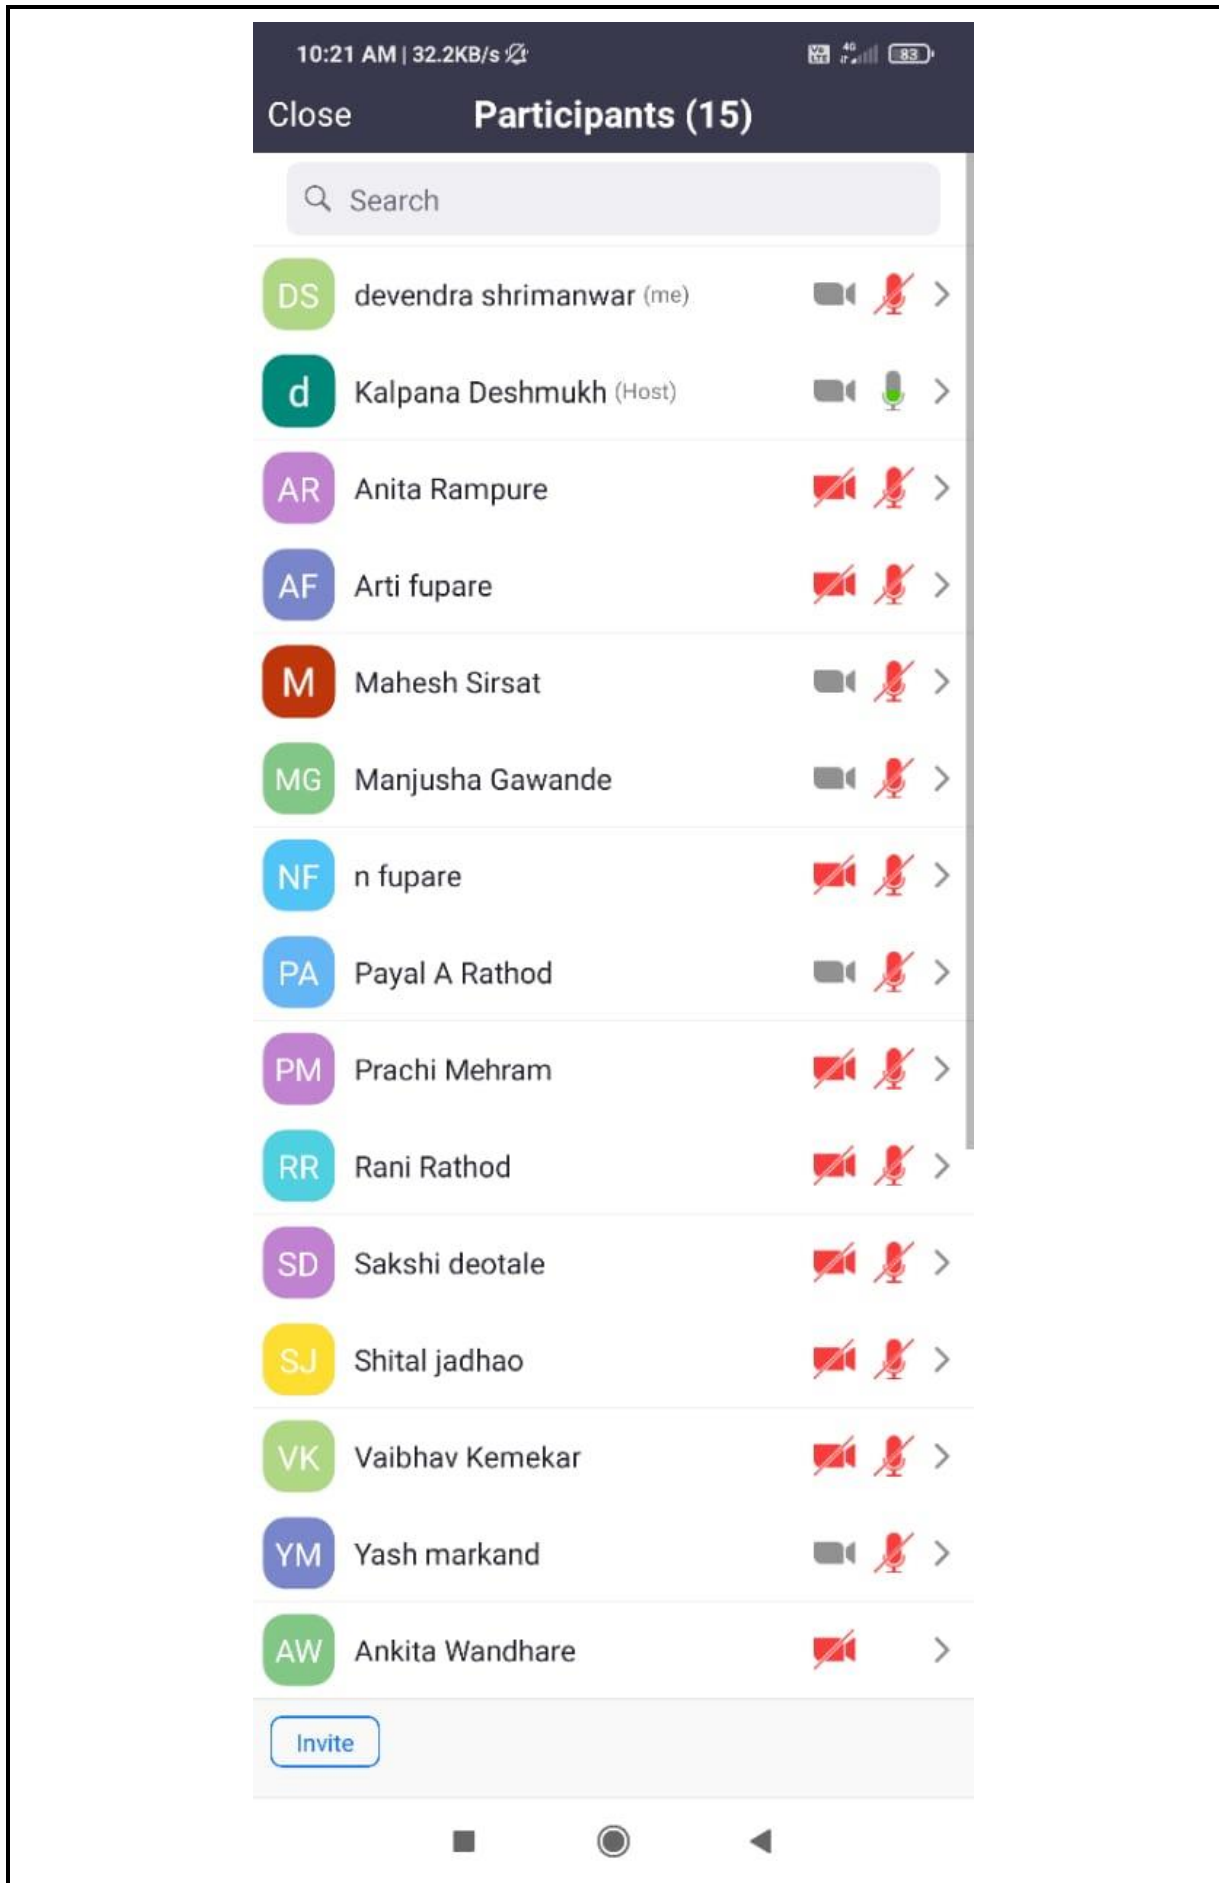 10:21 AM | 32.2KB/s 4G 83
Close Participants (15)
Search
DS devendra shrimanwar (me)
d Kalpana Deshmukh (Host)
AR Anita Rampure
AF Arti fupare
M Mahesh Sirsat
MG Manjusha Gawande
NF n fupare
PA Payal A Rathod
PM Prachi Mehram
RR Rani Rathod
SD Sakshi deotale
SJ Shital jadhao
VK Vaibhav Kemekar
YM Yash markand
AW Ankita Wandhare
Invite